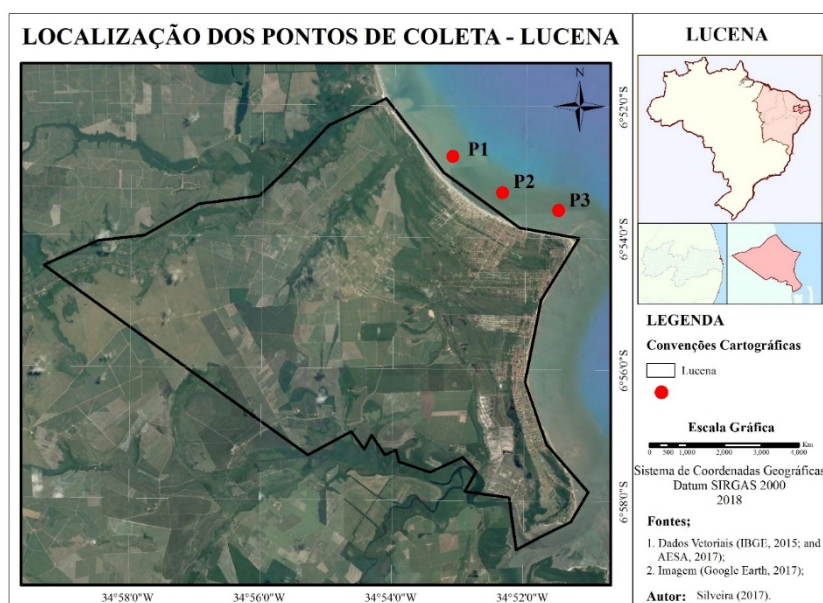 LOCALIZAÇÃO DOS PONTOS DE COLETA - LUCENA
N
P1
P2
P3
6°52'0"S
6°54'0"S
6°56'0"S
6°58'0"S
34°58'0"W
34°56'0"W
34°54'0"W
34°52'0"W
LUCENA
LEGENDA
Convenções Cartográficas
Lucena
Escala Gráfica
Km
0 500 1,000 2,000 3,000 4,000
Sistema de Coordenadas Geográficas
Datum SIRGAS 2000
2018
Fontes;
1. Dados Vetoriais (IBGE, 2015; and
AESA, 2017);
2. Imagem (Google Earth, 2017);
Autor: Silveira (2017).